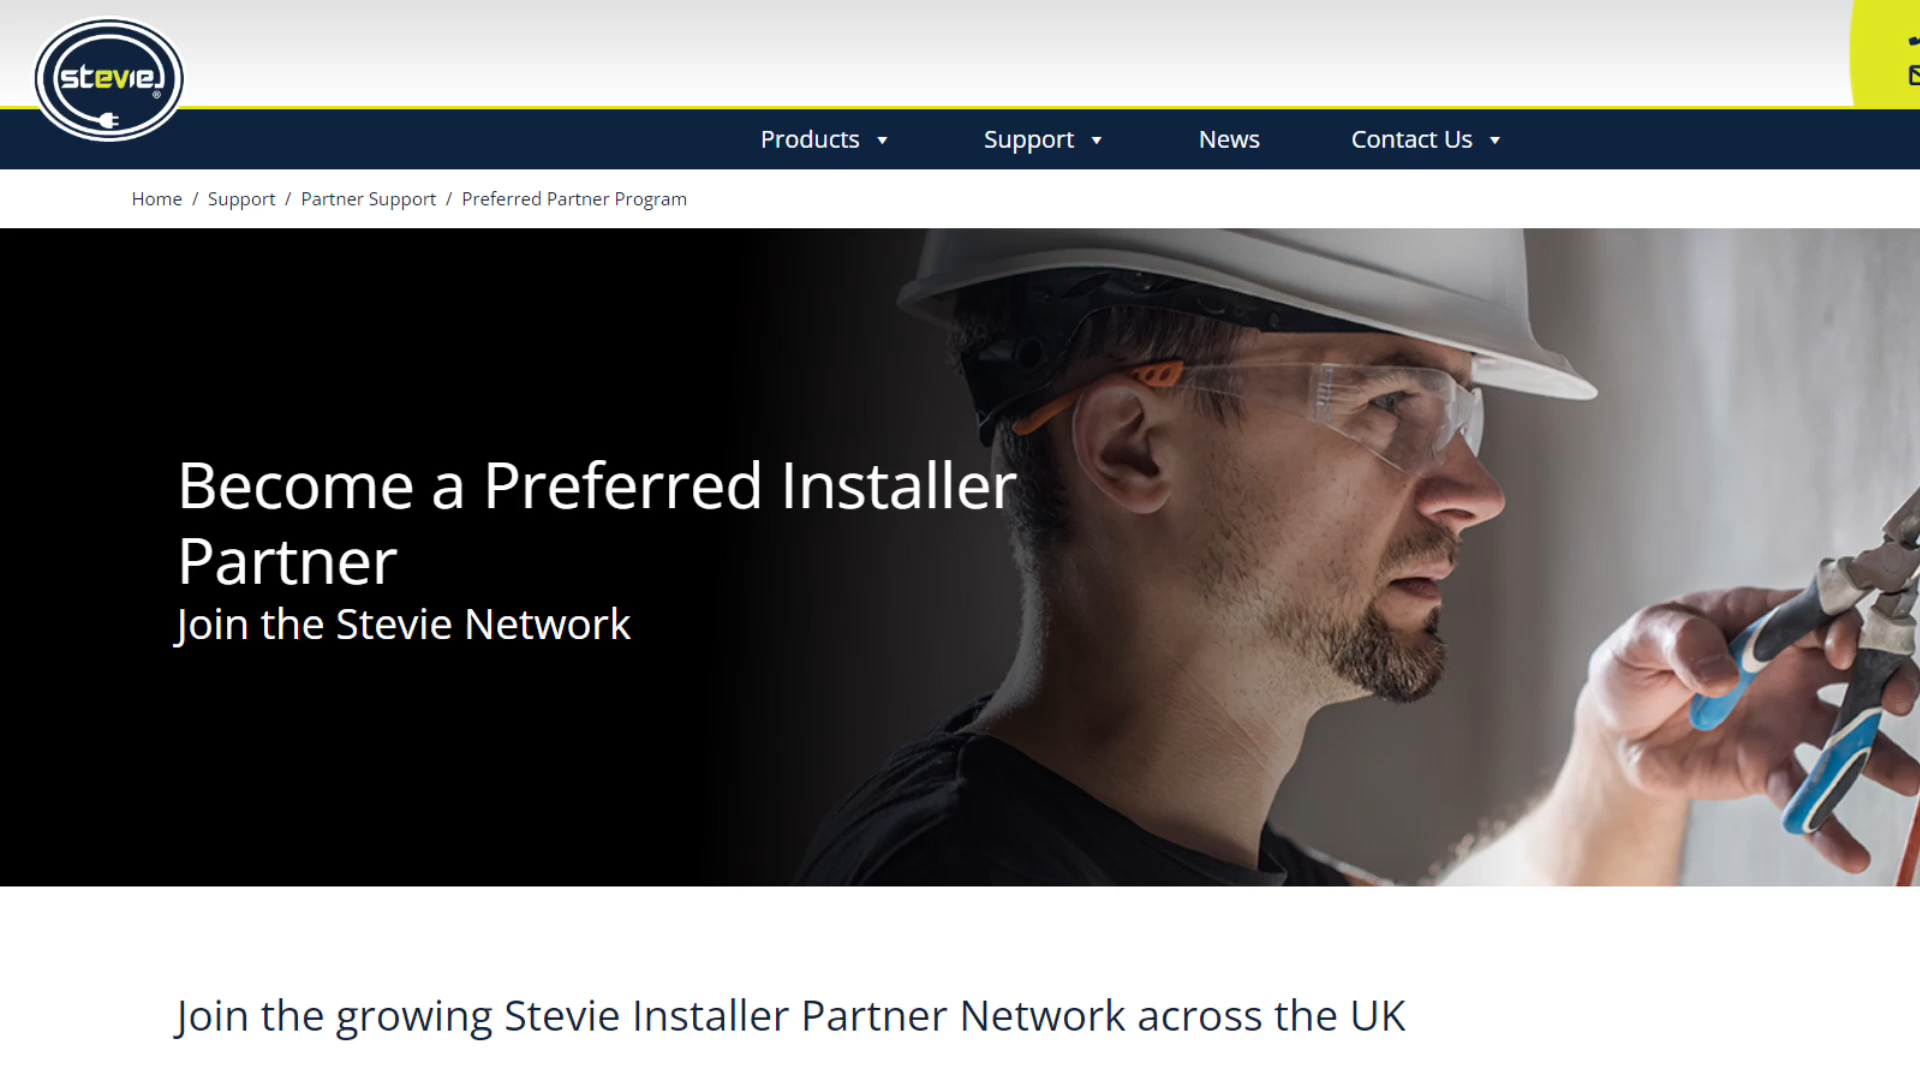 stevie
®
Products
Support
News
Contact Us
Home / Support / Partner Support / Preferred Partner Program
Become a Preferred Installer
Partner
Join the Stevie Network
Join the growing Stevie Installer Partner Network across the UK